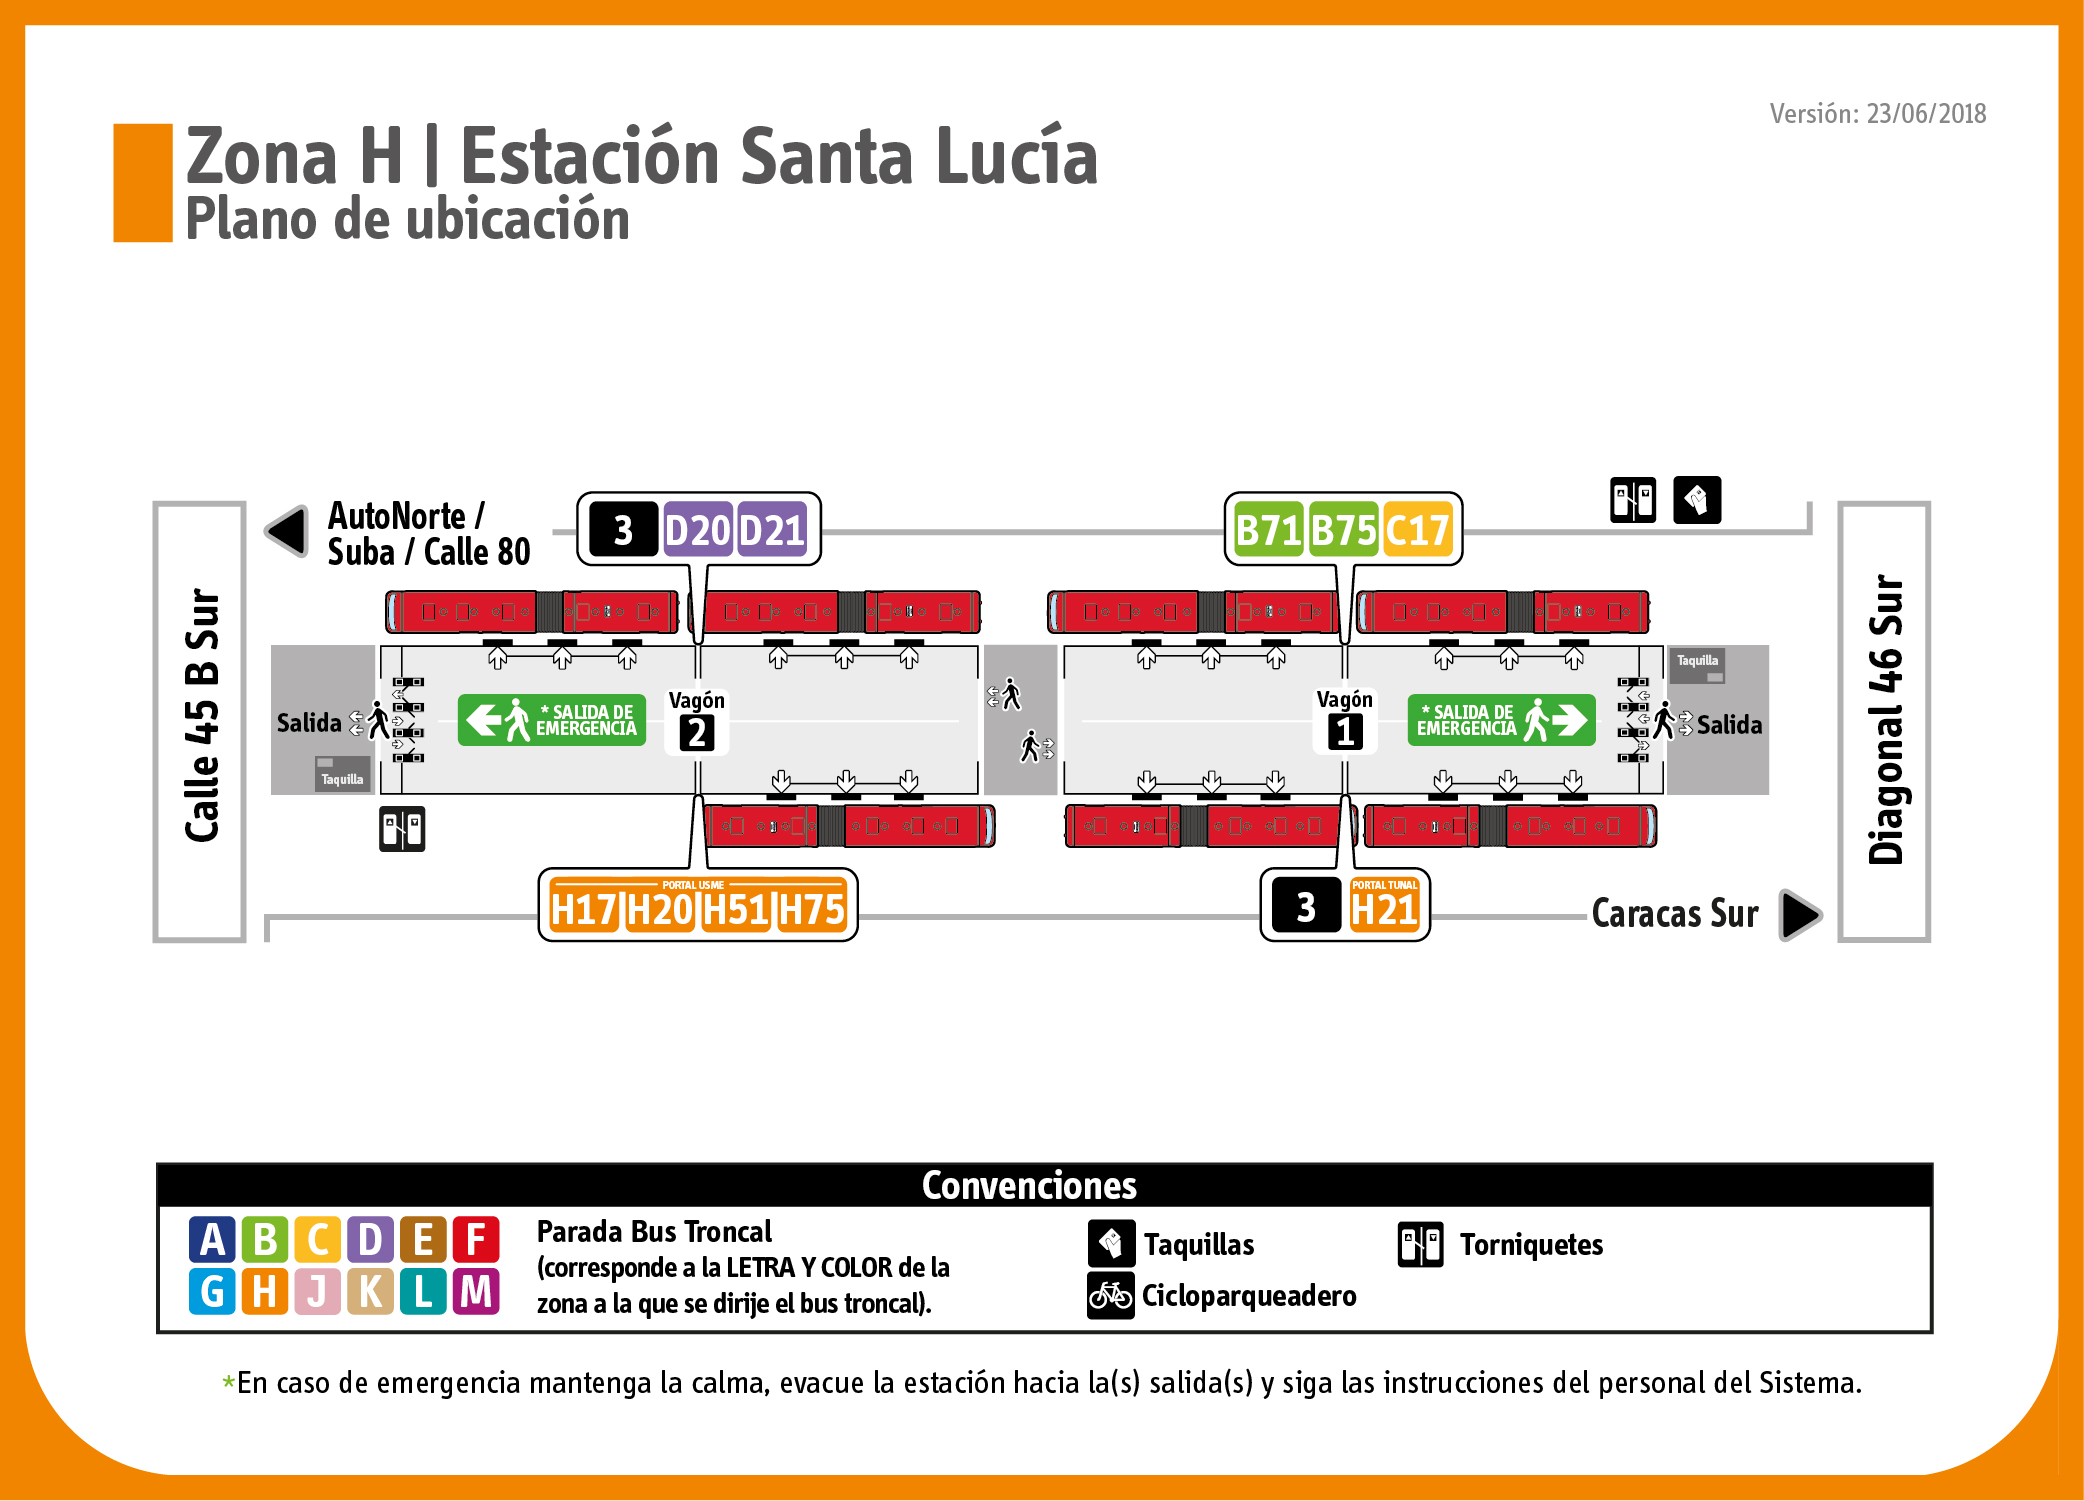 Versión: 23/06/2018
Zona H | Estación Santa Lucía
Plano de ubicación
AutoNorte /
Suba / Calle 80
3 D20 D21
B71 B75 C17
Calle 45 B Sur
Diagonal 46 Sur
Salida
Taquilla
* SALIDA DE
EMERGENCIA
Vagón
2
Vagón
1
* SALIDA DE
EMERGENCIA
Taquilla
Salida
PORTAL USME
H17|H20|H51|H75
3
PORTAL TUNAL
H21
Caracas Sur
Convenciones
A B C D E F
G H J K L M
Parada Bus Troncal
(corresponde a la LETRA Y COLOR de la
zona a la que se dirije el bus troncal).
Taquillas
Cicloparqueadero
Torniquetes
*En caso de emergencia mantenga la calma, evacue la estación hacia la(s) salida(s) y siga las instrucciones del personal del Sistema.